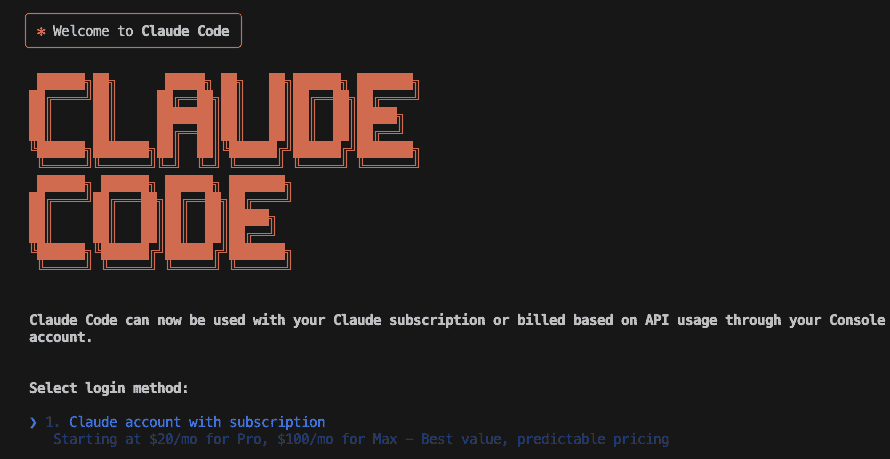 * Welcome to Claude Code
CLAUDE
CODE
Claude Code can now be used with your Claude subscription or billed based on API usage through your Console
account.
Select login method:
❯ 1. Claude account with subscription
Starting at $20/mo for Pro, $100/mo for Max - Best value, predictable pricing